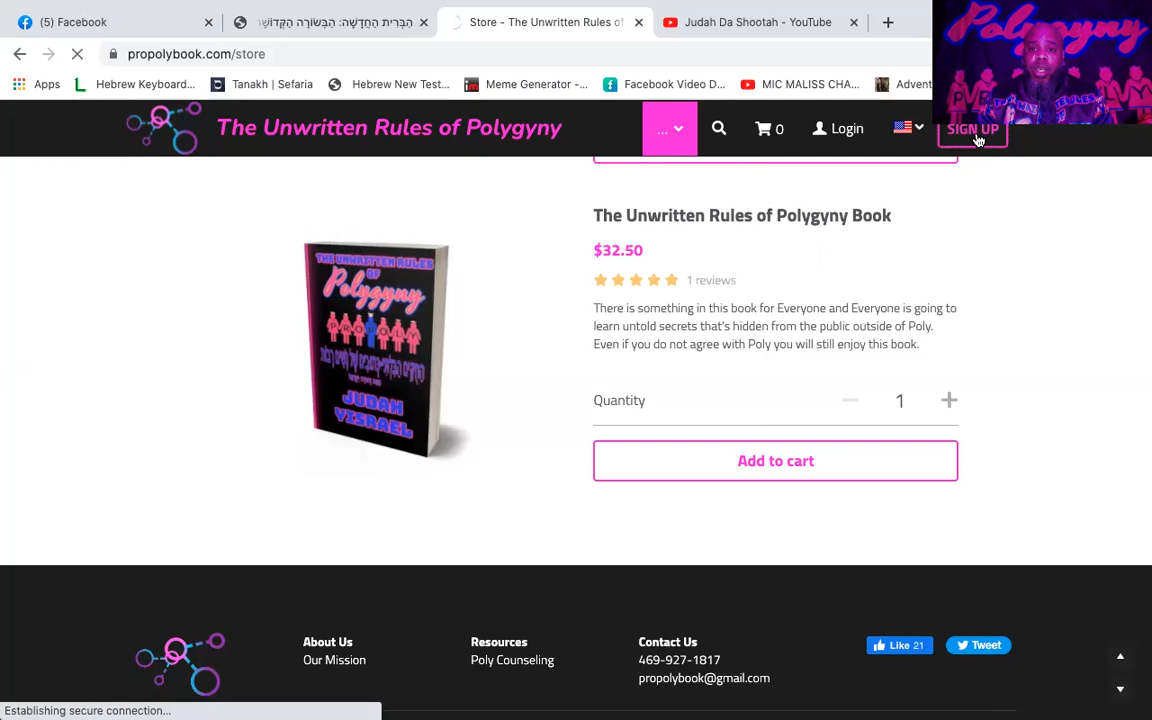 (5) Facebook
הַבְּרִית הַחֲדָשָׁה: הַבְּשׂוֹרָה הַקְּדוֹשׁ
Store - The Unwritten Rules of
Judah Da Shootah - YouTube
propolybook.com/store
Apps
Hebrew Keyboard...
Tanakh | Sefaria
Hebrew New Test...
Meme Generator -...
Facebook Video D...
MIC MALISS CHA...
Advent
Polygyny
The Unwritten Rules of Polygyny
...
0
Login
SIGN UP
The Unwritten Rules of Polygyny Book
$32.50
1 reviews
There is something in this book for Everyone and Everyone is going to
learn untold secrets that's hidden from the public outside of Poly.
Even if you do not agree with Poly you will still enjoy this book.
THE UNWRITTEN RULES
OF
Polygyny
PROPOLY
JUDAH
YISRAEL
Quantity
1
Add to cart
About Us
Our Mission
Resources
Poly Counseling
Contact Us
469-927-1817
propolybook@gmail.com
Like 21
Tweet
Establishing secure connection...